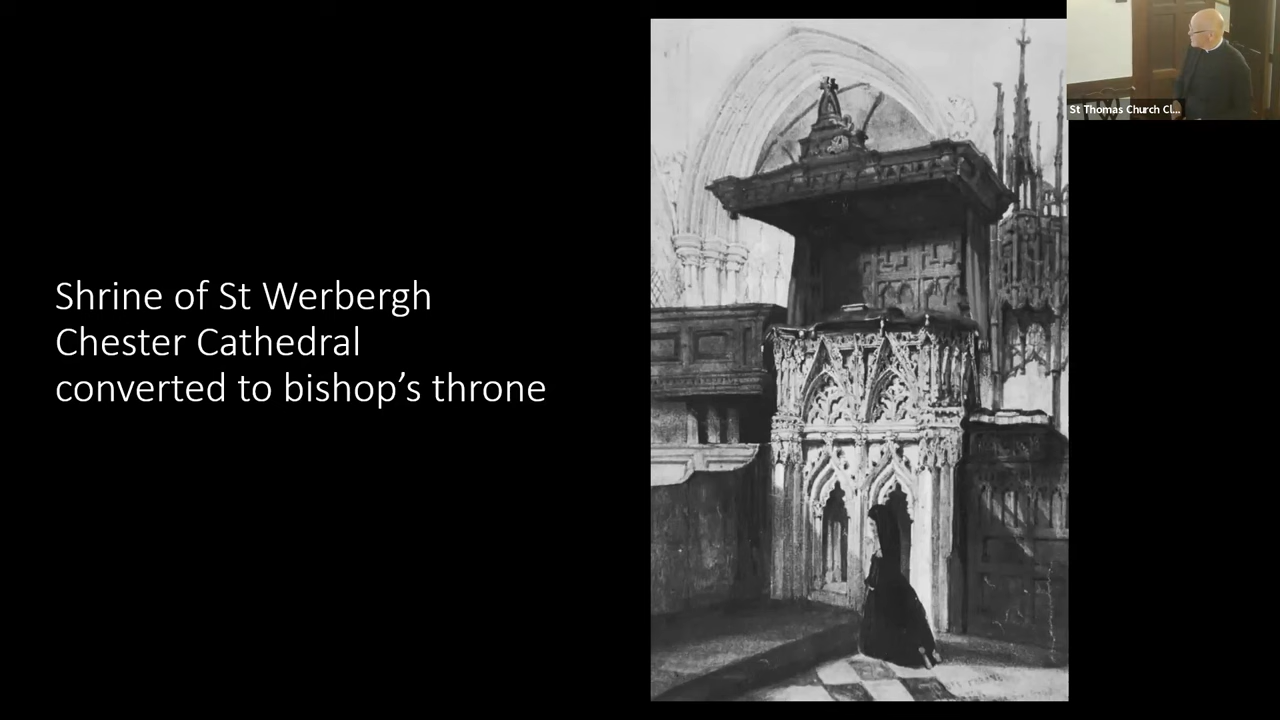 Shrine of St Werbergh
Chester Cathedral
converted to bishop’s throne
St Thomas Church Cl...